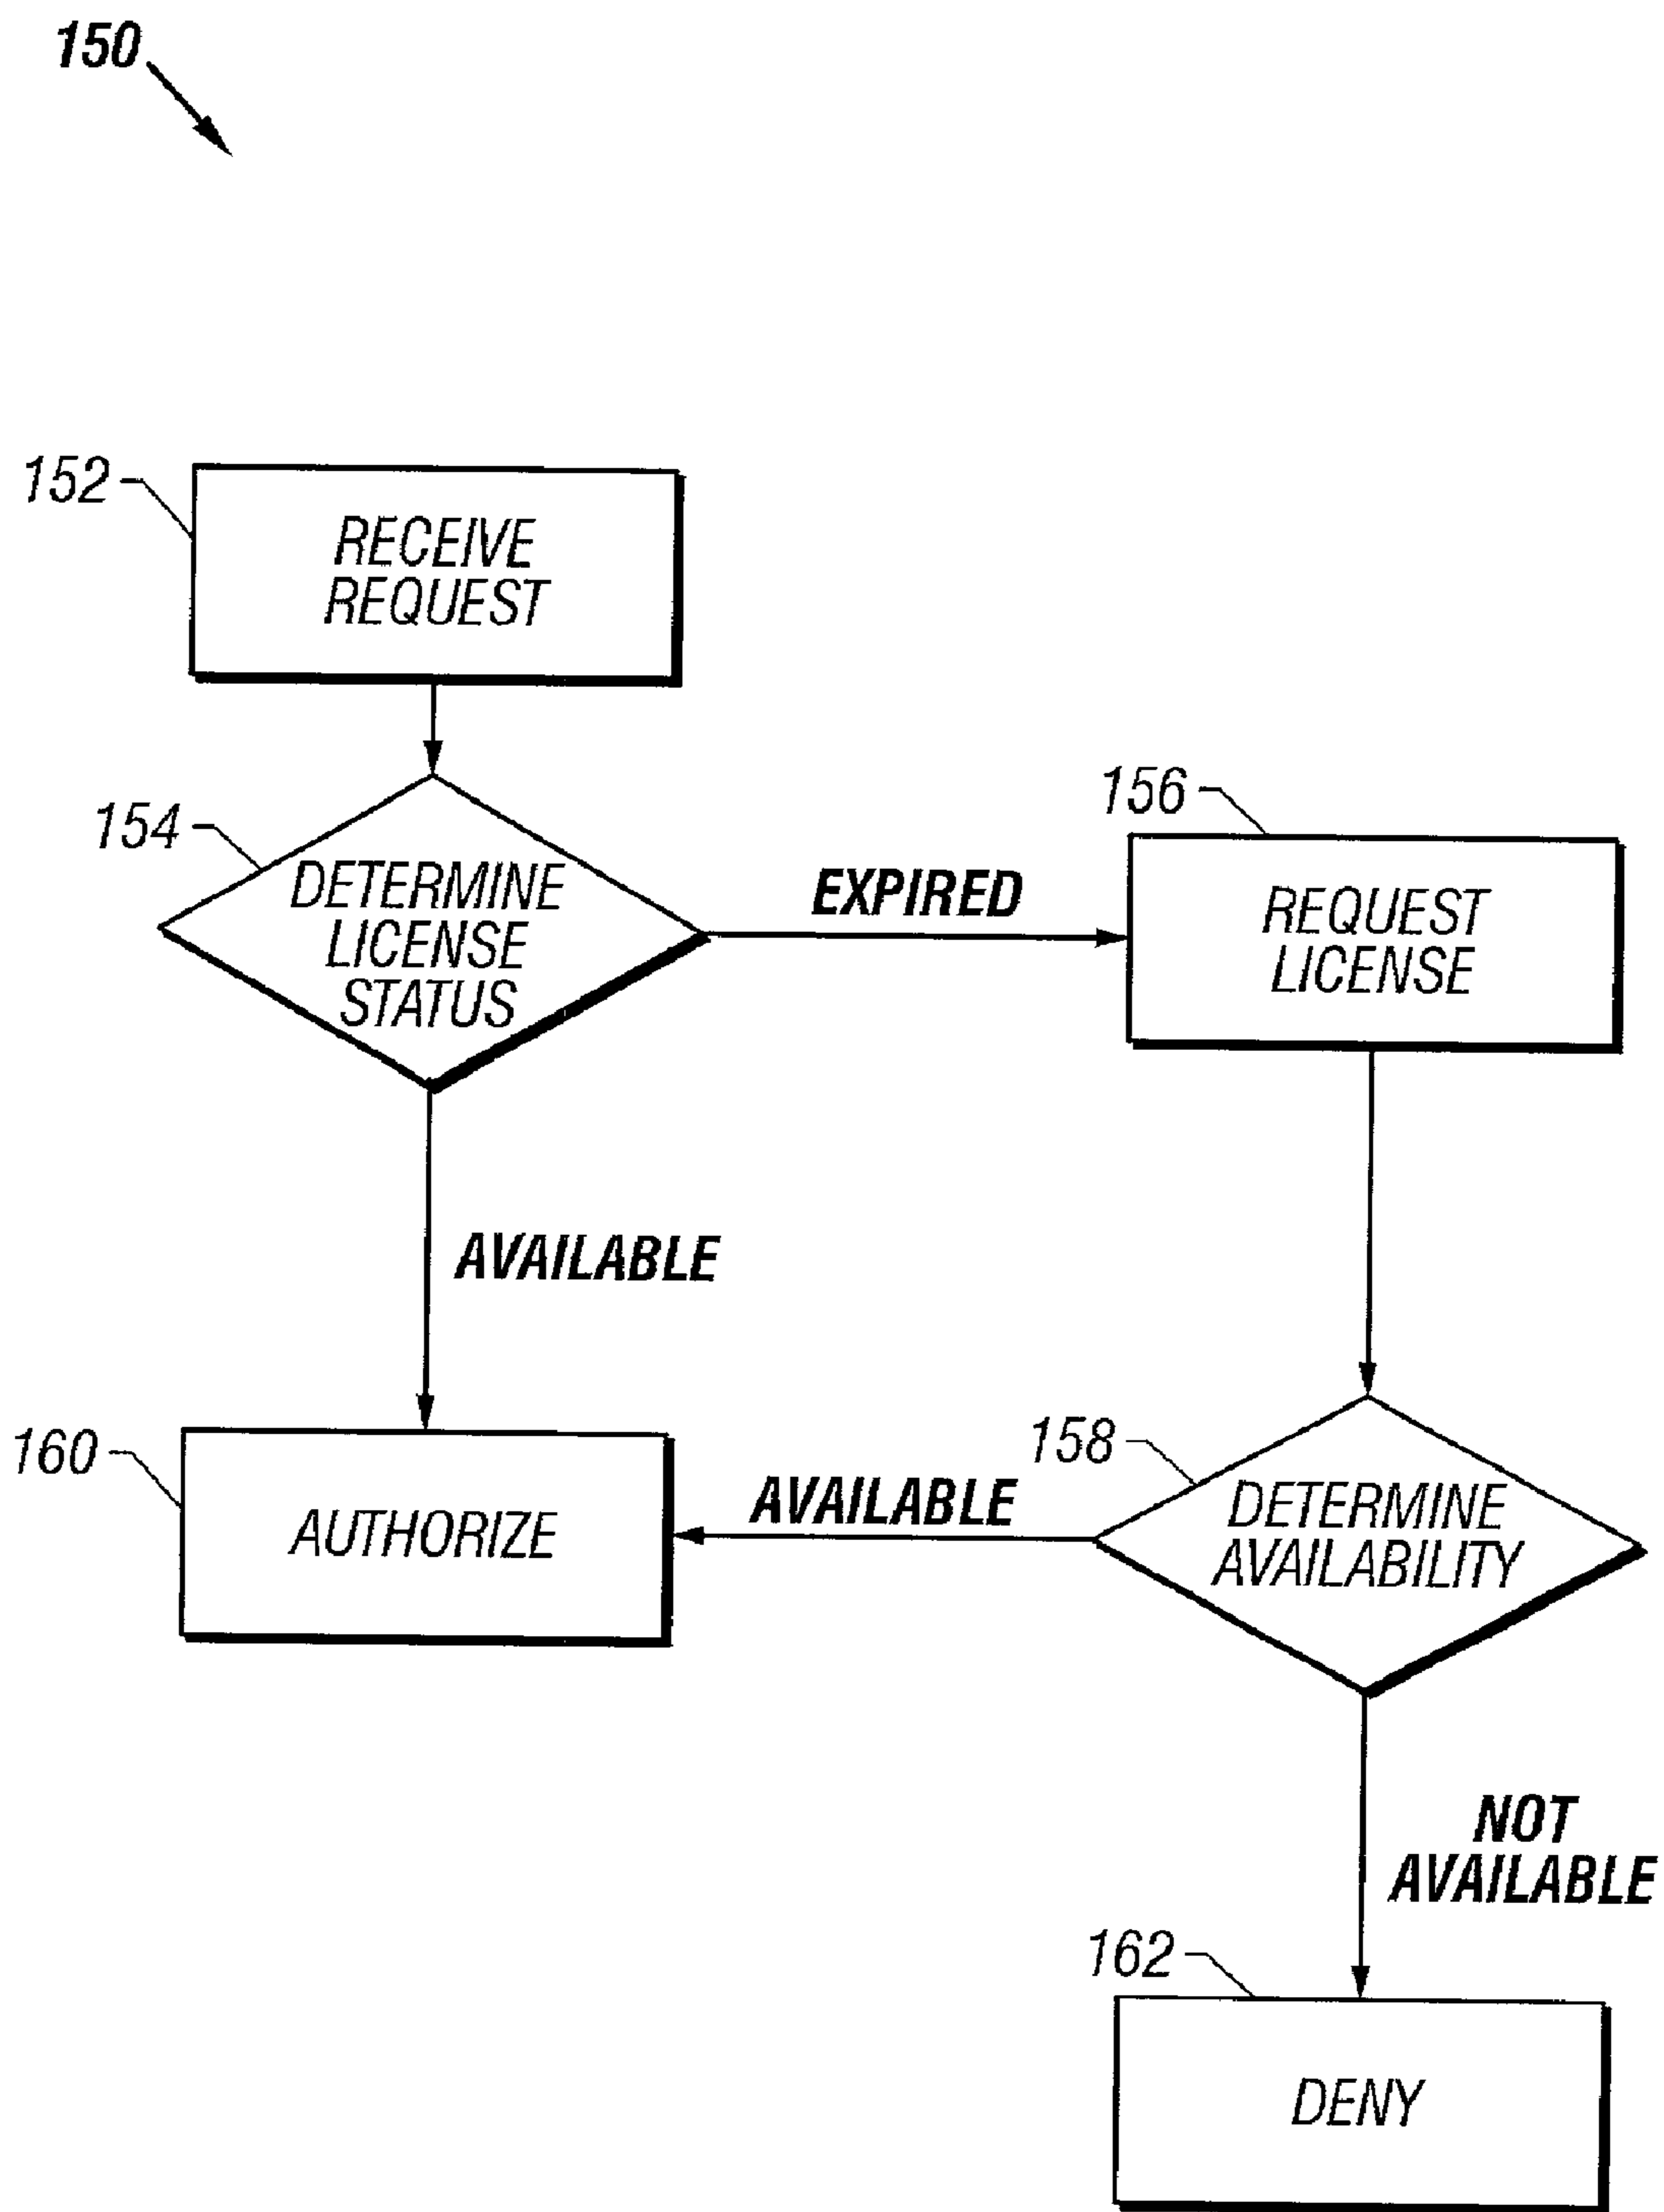 150
152
RECEIVE
REQUEST
154
DETERMINE
LICENSE
STATUS
EXPIRED
156
REQUEST
LICENSE
AVAILABLE
160
AUTHORIZE
AVAILABLE
158
DETERMINE
AVAILABILITY
NOT
AVAILABLE
162
DENY